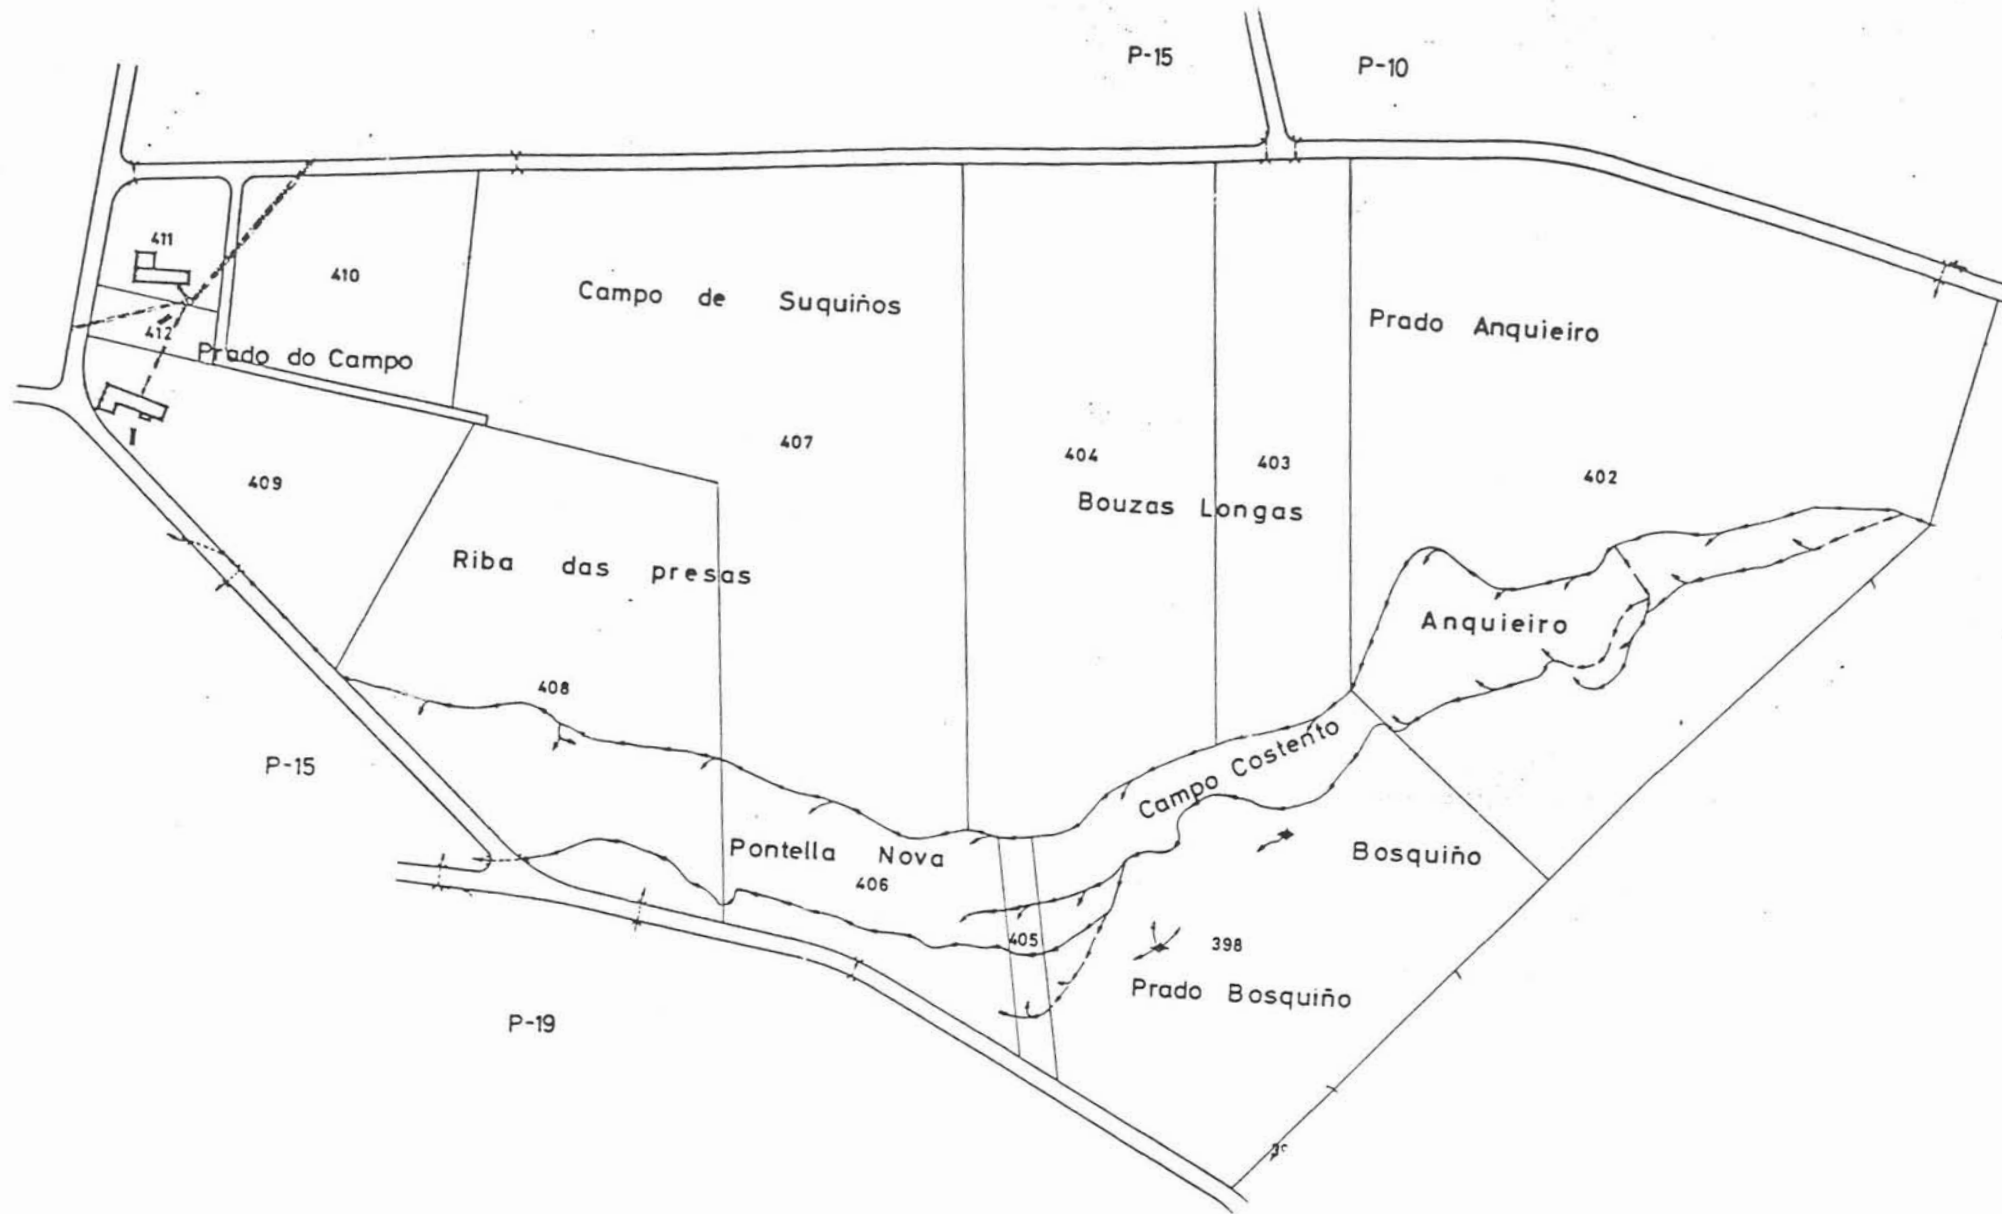 P-15
P-10
411
410
Campo de Suquiños
Prado Anquieiro
412
Prado do Campo
407
404
403
402
409
Bouzas Longas
Riba das presas
Anquieiro
408
P-15
Campo Costento
Pontella Nova
Bosquiño
406
405
398
Prado Bosquiño
P-19
I